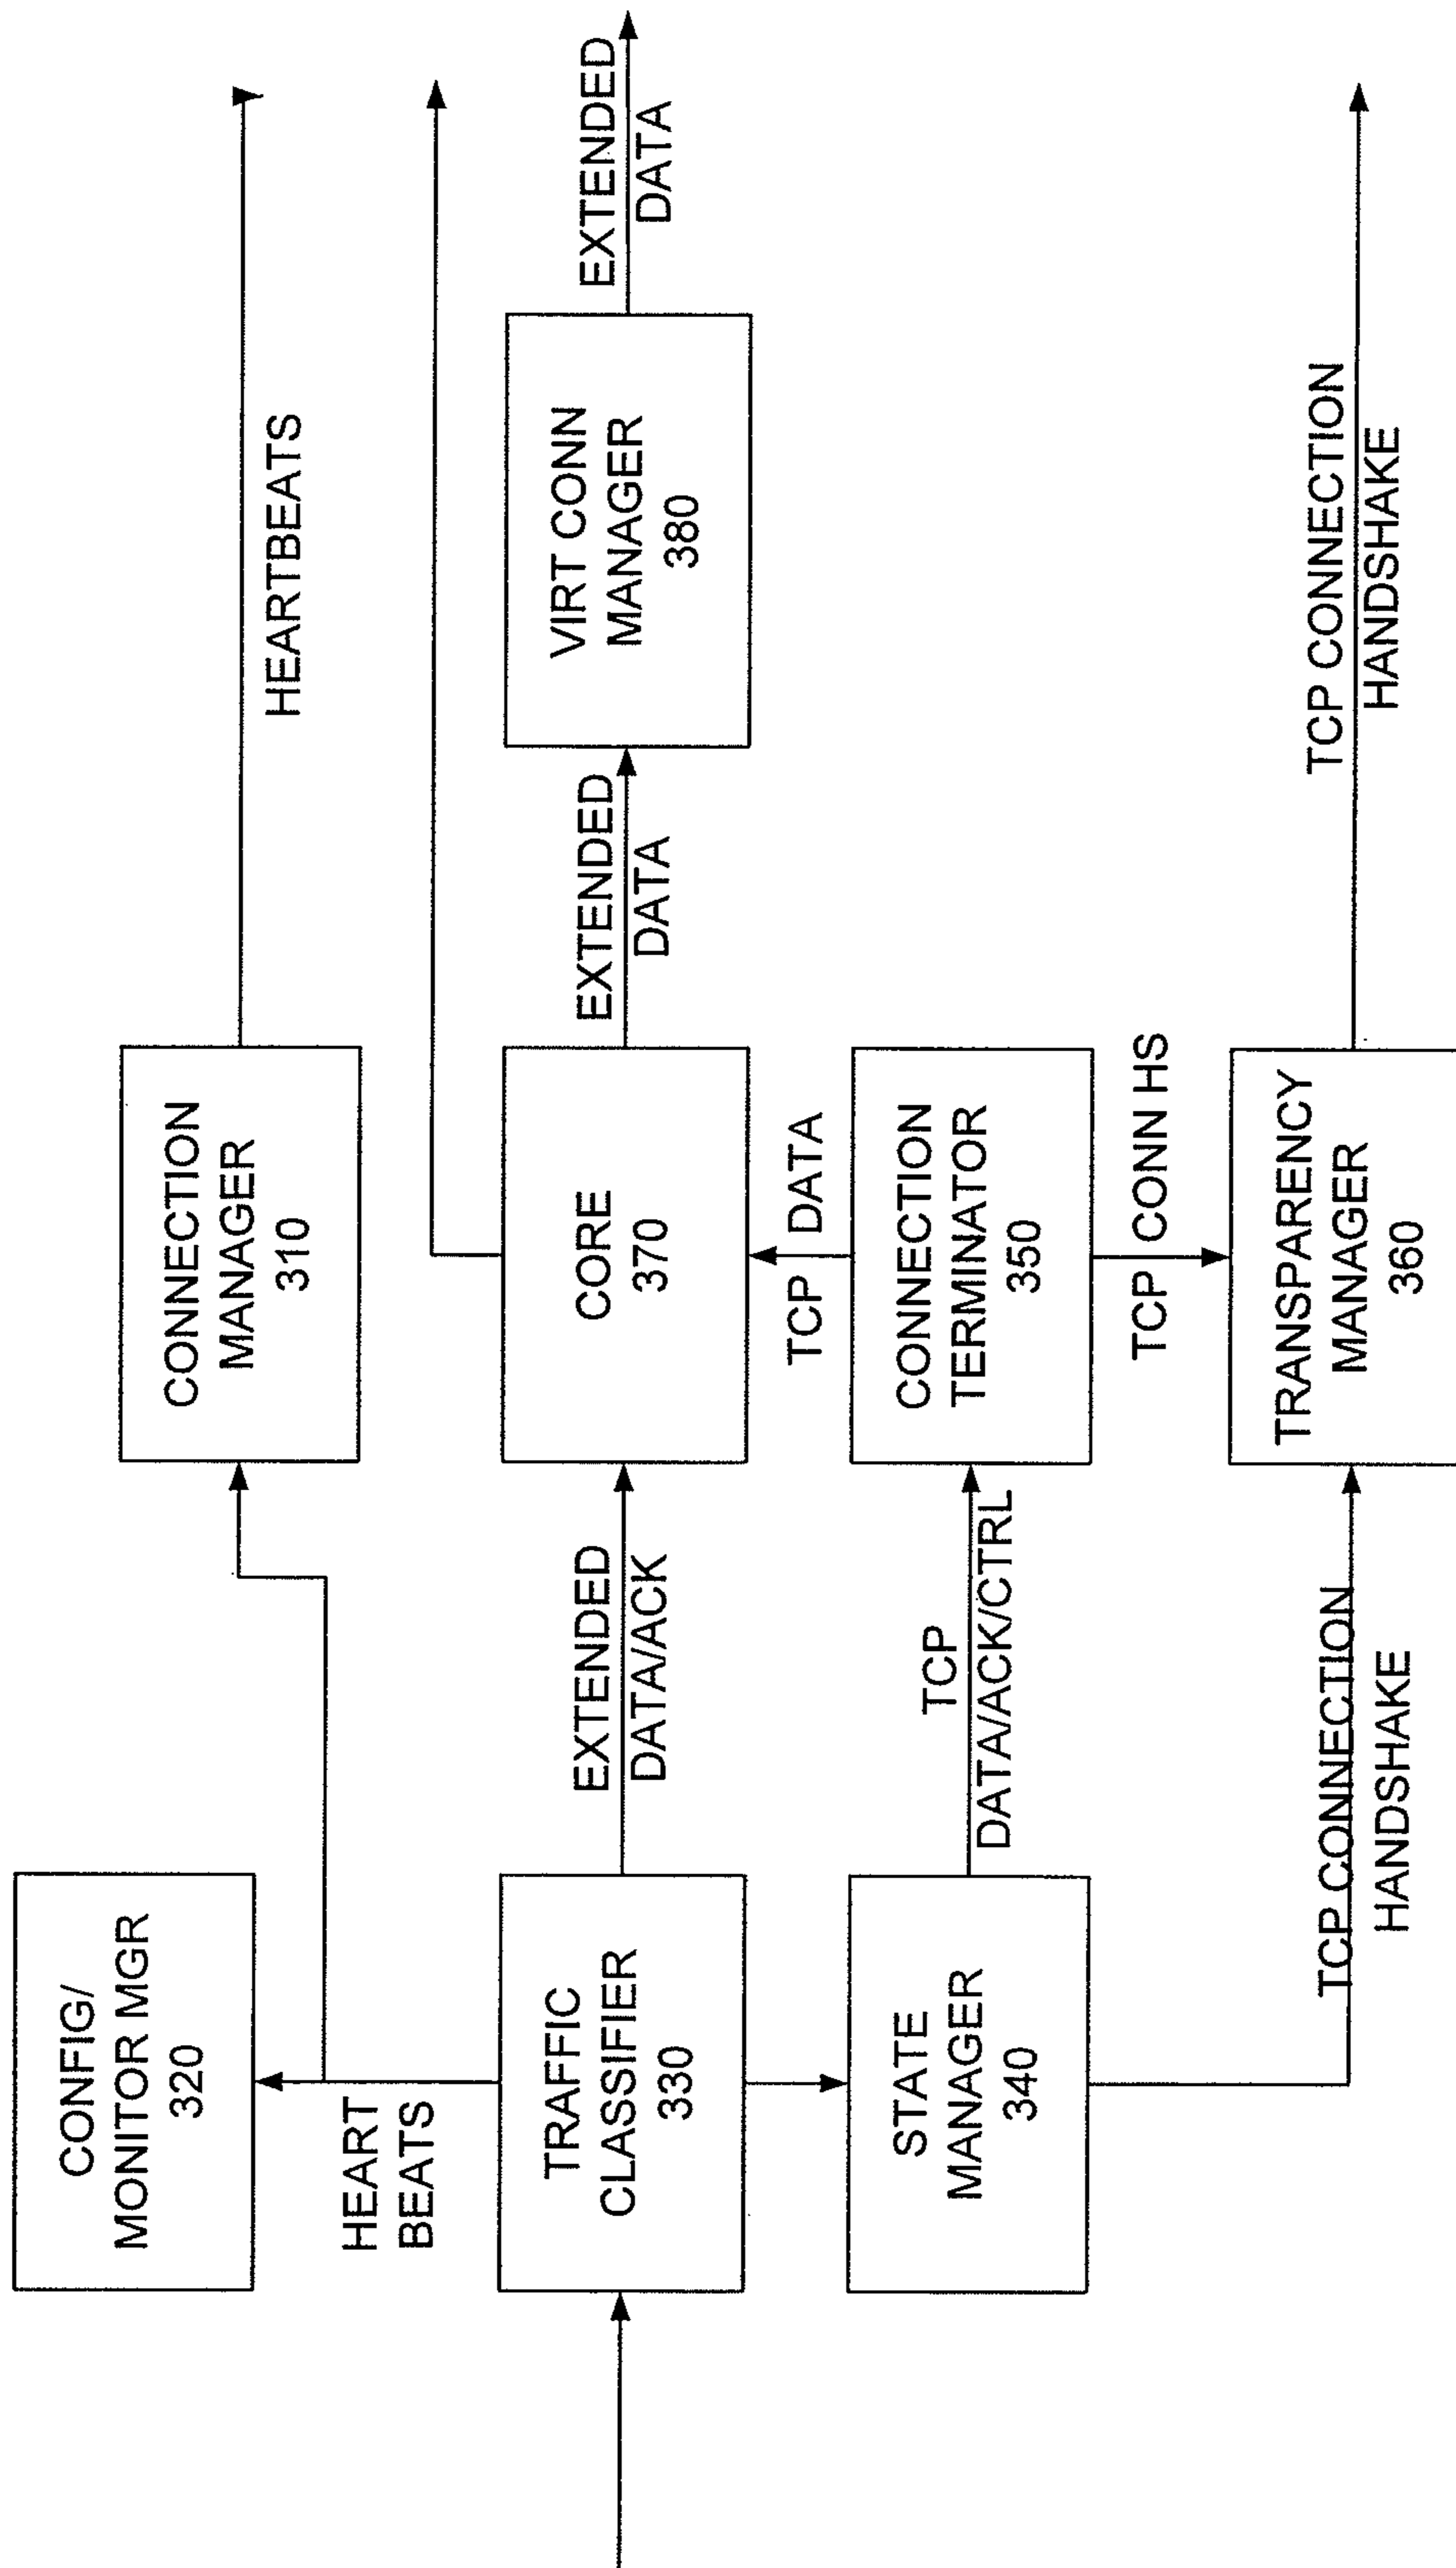 CONFIG/
MONITOR MGR
320
HEART
BEATS
CONNECTION
MANAGER
310
HEARTBEATS
TRAFFIC
CLASSIFIER
330
EXTENDED
DATA/ACK
CORE
370
EXTENDED
DATA
VIRT CONN
MANAGER
380
EXTENDED
DATA
TCP DATA
STATE
MANAGER
340
TCP
DATA/ACK/CTRL
CONNECTION
TERMINATOR
350
TCP CONN HS
TCP CONNECTION
HANDSHAKE
TRANSPARENCY
MANAGER
360
TCP CONNECTION
HANDSHAKE